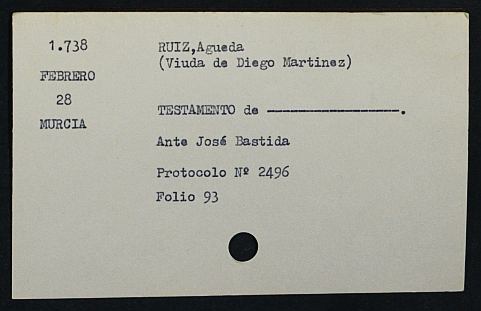 1.738
FEBRERO
28
MURCIA
RUIZ,Agueda
(Viuda de Diego Martinez)
TESTAMENTO de -------------------.
Ante José Bastida
Protocolo Nº 2496
Folio 93